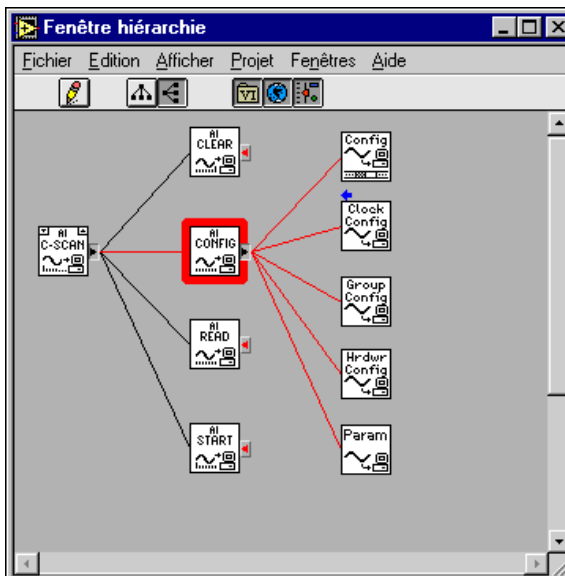 Fenêtre hiérarchie
Fichier Edition Afficher Projet Fenêtres Aide
VI
AI
CLEAR
Config
AI
C-SCAN
AI
CONFIG
Clock
Config
Group
Config
AI
READ
Hrdwr
Config
AI
START
Param